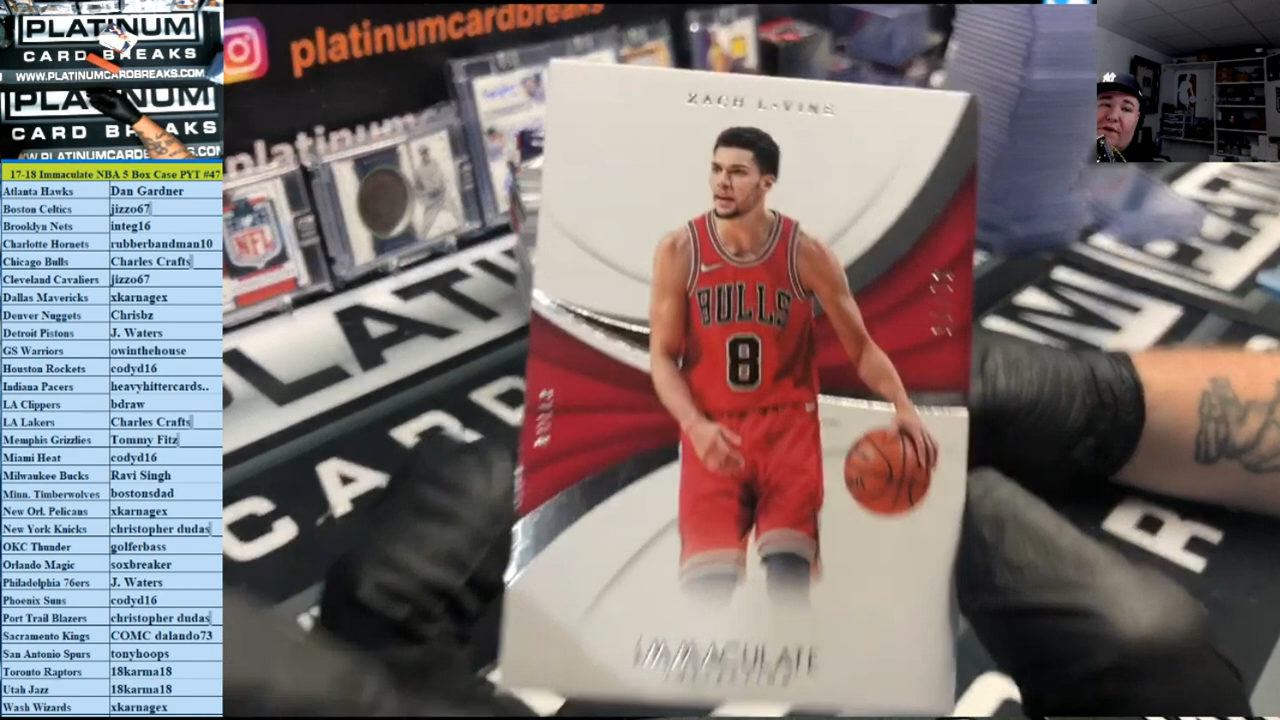 PLATINUM
CARD BREAKS
WWW.PLATINUMCARDBREAKS.COM
PLATINUM
CARD BREAKS
17-18 Immaculate NBA 5 Box Case PYT #47
Atlanta Hawks Dan Gardner
Boston Celtics jizzo67
Brooklyn Nets integ16
Charlotte Hornets rubberbandman10
Chicago Bulls Charles Crafts
Cleveland Cavaliers jizzo67
Dallas Mavericks xkarnagex
Denver Nuggets Chrisbz
Detroit Pistons J. Waters
GS Warriors owinthehouse
Houston Rockets codyd16
Indiana Pacers heavyhittercards..
LA Clippers bdraw
LA Lakers Charles Crafts
Memphis Grizzlies Tommy Fitz
Miami Heat codyd16
Milwaukee Bucks Ravi Singh
Minn. Timberwolves bostonsdad
New Orl. Pelicans xkarnagex
New York Knicks christopher dudas
OKC Thunder golferbass
Orlando Magic soxbreaker
Philadelphia 76ers J. Waters
Phoenix Suns codyd16
Port Trail Blazers christopher dudas
Sacramento Kings COMC dalando73
San Antonio Spurs tonyhoops
Toronto Raptors 18karma18
Utah Jazz 18karma18
Wash Wizards xkarnagex
platinumcardbreaks
NFL
ZACH LAVINE
BULLS
8
IMMACULATE
CARD
NY